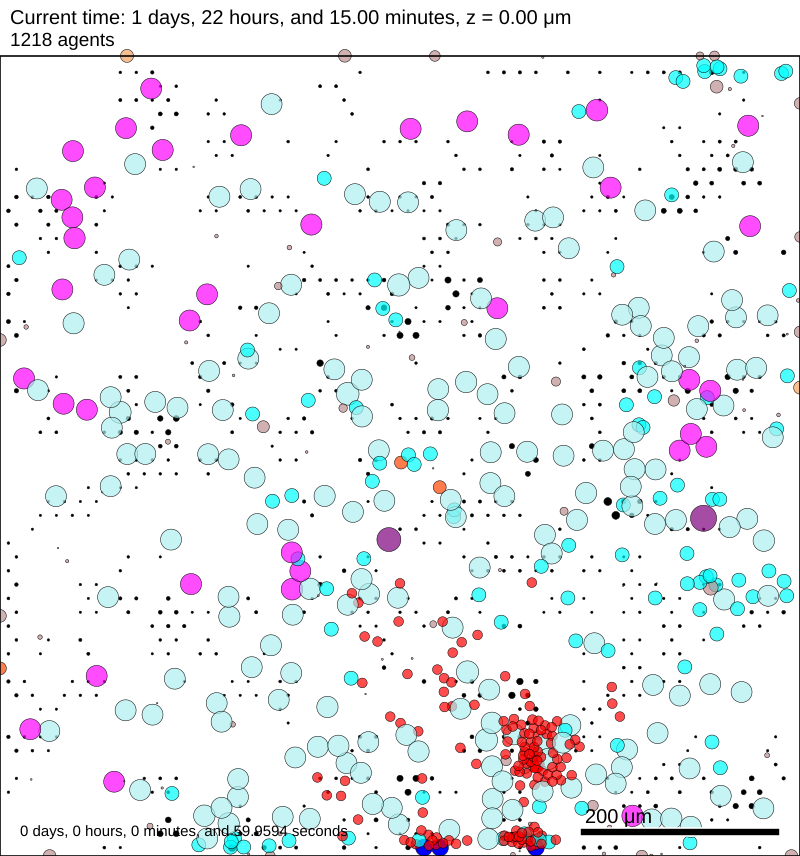 Current time: 1 days, 22 hours, and 15.00 minutes, z = 0.00 μm
1218 agents
200 μm
0 days, 0 hours, 0 minutes, and 59.9594 seconds